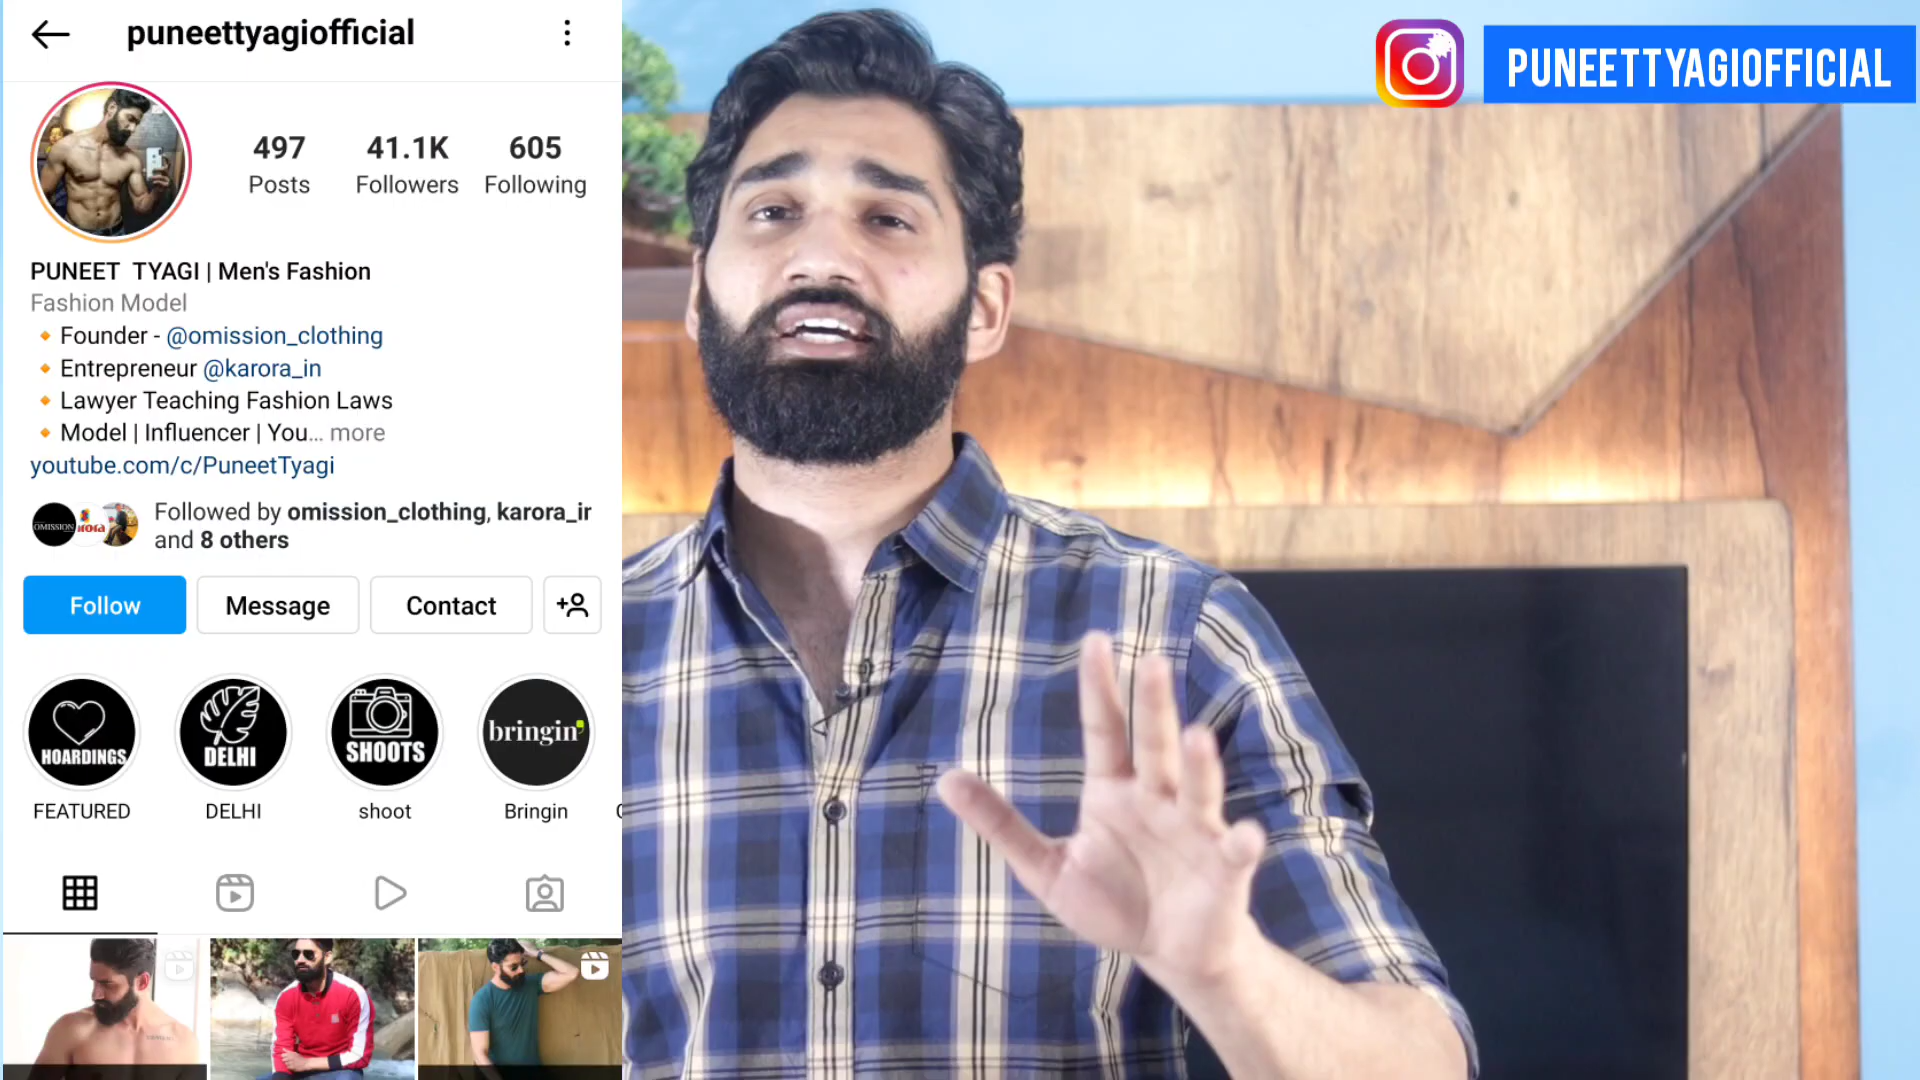 puneettyagiofficial
497
Posts
41.1K
Followers
605
Following
PUNEET TYAGI | Men's Fashion
Fashion Model
🔸Founder - @omission_clothing
🔸Entrepreneur @karora_in
🔸Lawyer Teaching Fashion Laws
🔸Model | Influencer | You... more
youtube.com/c/PuneetTyagi
OMISSION
Followed by omission_clothing, karora_in
and 8 others
Follow
Message
Contact
HOARDINGS
DELHI
SHOOTS
bringin
FEATURED
DELHI
shoot
Bringin
PUNEETTYAGIOFFICIAL